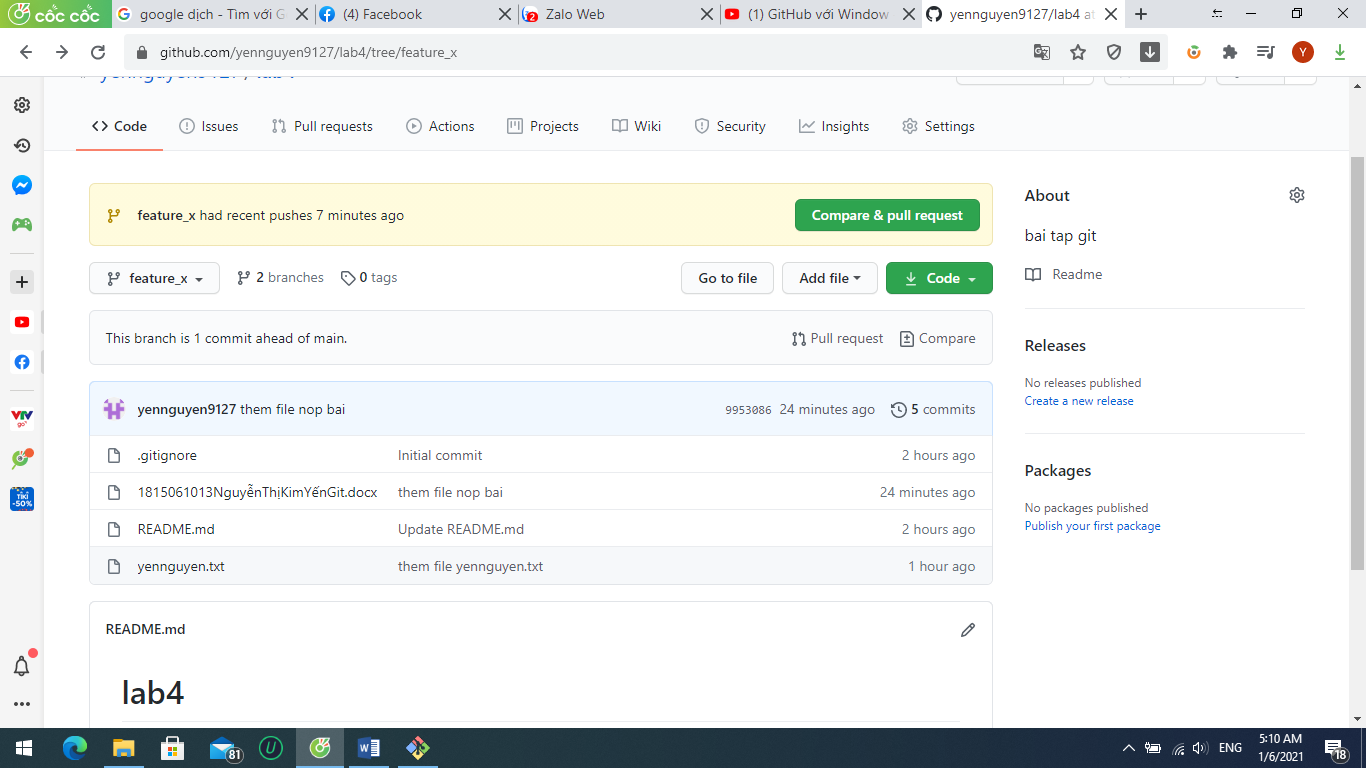 cốc cốc
google dịch - Tìm với G
(4) Facebook
Zalo Web
(1) GitHub với Window
yennguyen9127/lab4 at
github.com/yennguyen9127/lab4/tree/feature_x
Y
Code
Issues
Pull requests
Actions
Projects
Wiki
Security
Insights
Settings
feature_x had recent pushes 7 minutes ago
Compare & pull request
feature_x
2 branches
0 tags
Go to file
Add file
Code
This branch is 1 commit ahead of main.
Pull request
Compare
yennguyen9127 them file nop bai
9953086 24 minutes ago
5 commits
.gitignore
Initial commit
2 hours ago
1815061013NguyễnThịKimYếnGit.docx
them file nop bai
24 minutes ago
README.md
Update README.md
2 hours ago
yennguyen.txt
them file yennguyen.txt
1 hour ago
README.md
lab4
About
bai tap git
Readme
Releases
No releases published
Create a new release
Packages
No packages published
Publish your first package
VTV
go
TIKI
-50%
81
ENG
5:10 AM
1/6/2021
18